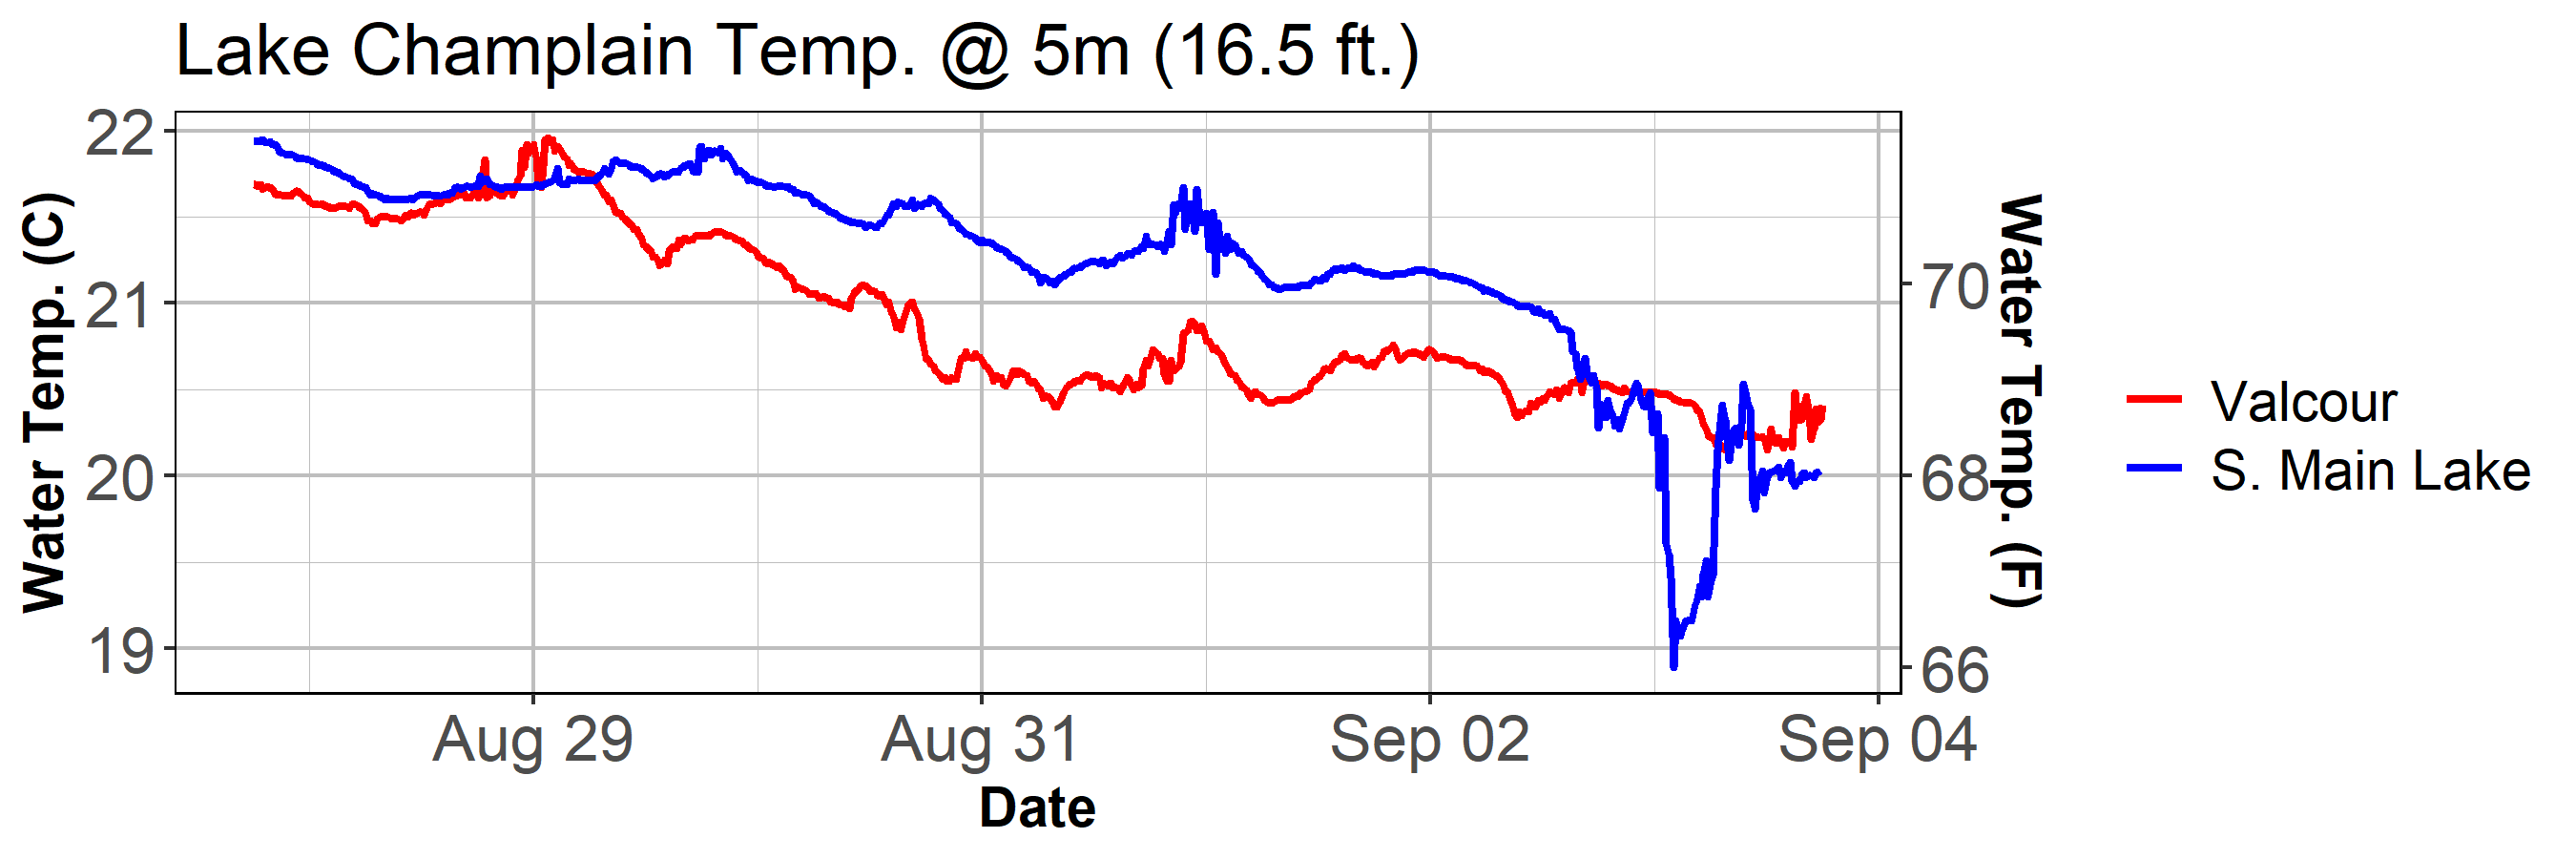 Lake Champlain Temp. @ 5m (16.5 ft.)
Water Temp. (C)
22
21
20
19
70
68
66
Water Temp. (F)
Aug 29
Aug 31
Sep 02
Sep 04
Date
Valcour
S. Main Lake